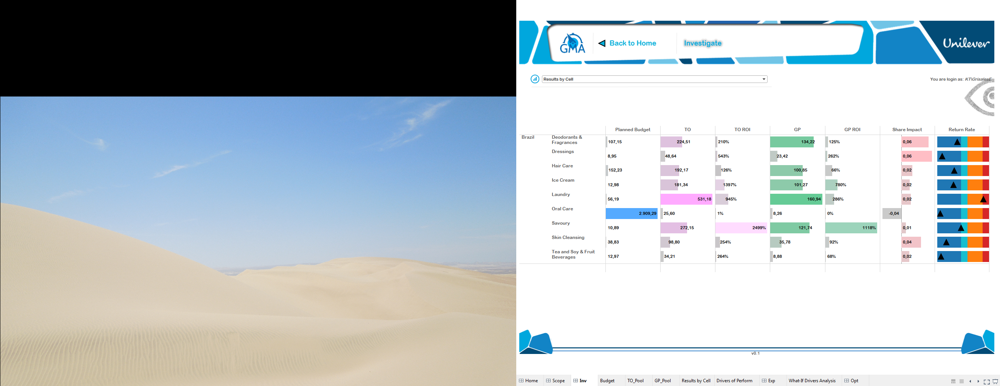 GMA
Back to Home
Investigate
Unilever
Results by Cell
You are login as: KT\GrisalesE
Planned Budget TO TO ROI GP GP ROI Share Impact Return Rate
Brazil Deodorants &
Fragrances 107,15 224,51 210% 134,22 125% 0,06
Dressings 8,95 48,64 543% 23,42 262% 0,06
Hair Care 152,23 192,17 126% 100,85 66% 0,02
Ice Cream 12,98 181,34 1397% 101,27 780% 0,02
Laundry 56,19 531,18 945% 160,94 286% 0,02
Oral Care 2.909,29 25,60 1% 8,26 0% -0,04
Savoury 10,89 272,15 2499% 121,74 1118% 0,01
Skin Cleansing 38,83 98,80 254% 35,78 92% 0,04
Tea and Soy & Fruit
Beverages 12,97 34,21 264% 8,88 68% 0,02
v0.1
Home Scope Inv Budget TO_Pool GP_Pool Results by Cell Drivers of Perform Exp What-If Drivers Analysis Opt